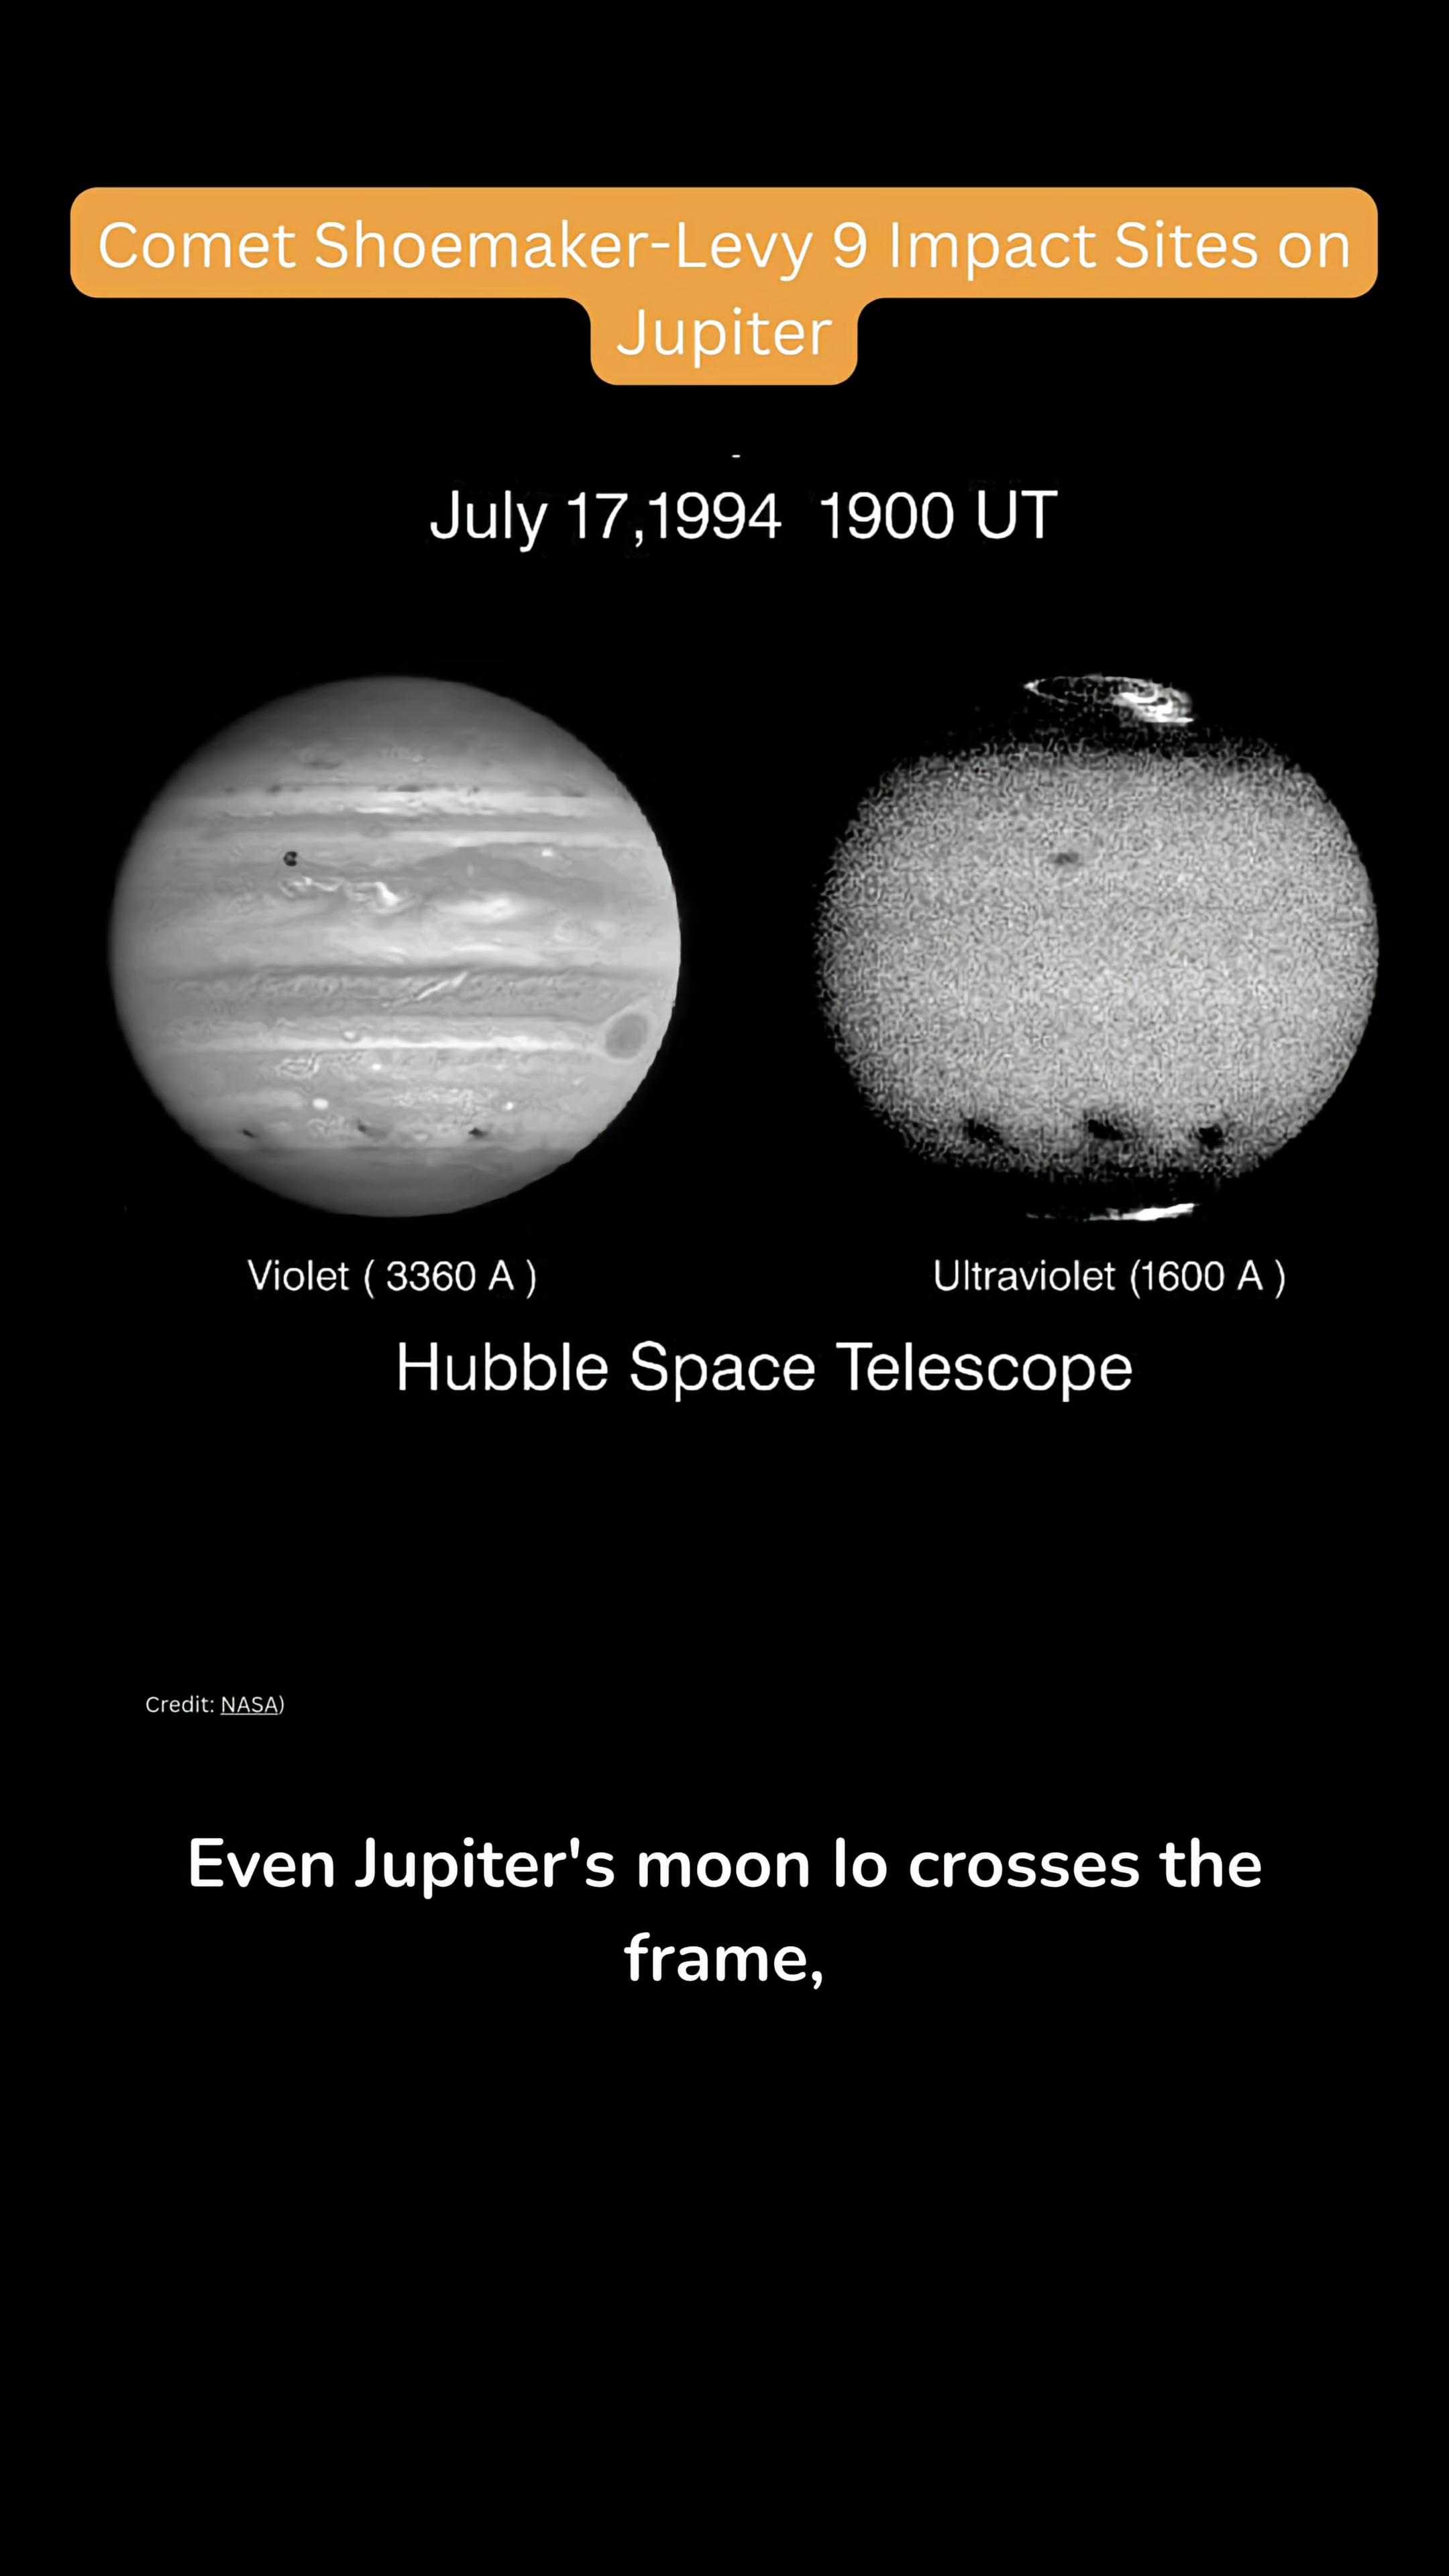 Comet Shoemaker-Levy 9 Impact Sites on
Jupiter
July 17,1994 1900 UT
Violet ( 3360 A )
Ultraviolet (1600 A )
Hubble Space Telescope
Credit: NASA)
Even Jupiter's moon Io crosses the
frame,